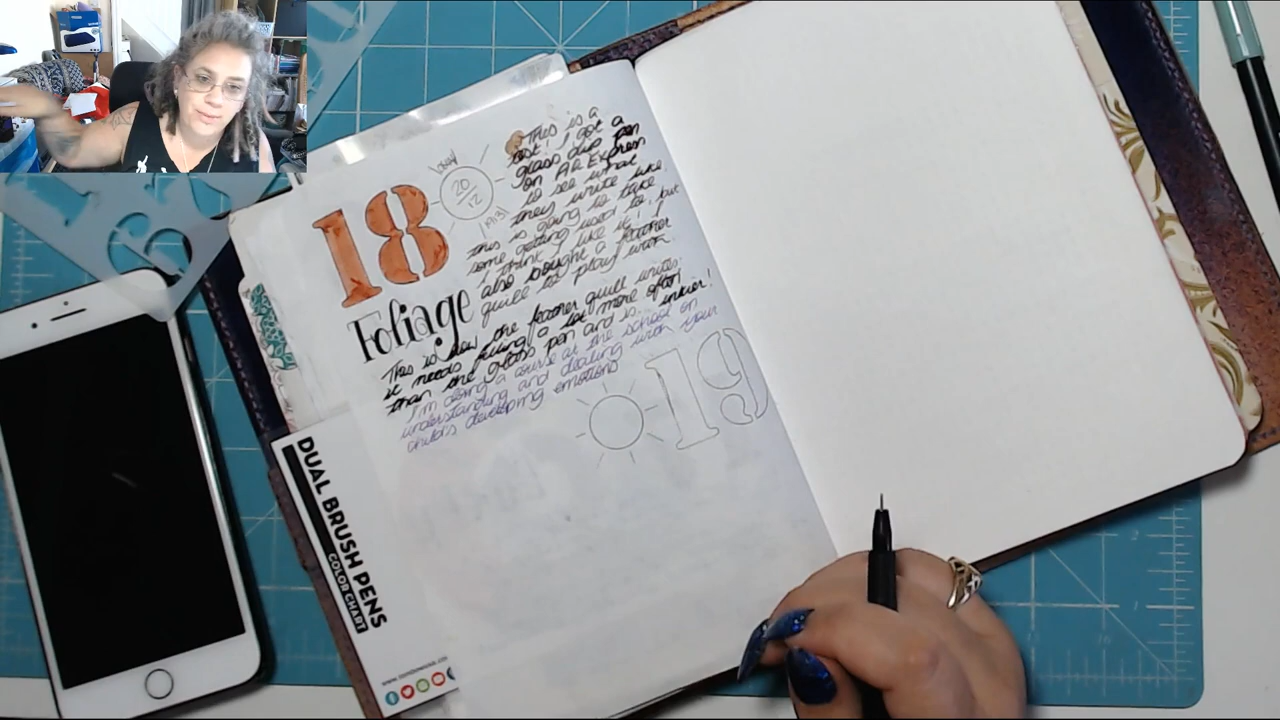 18
20
12
This is a
test! I got a
glass dip pen
on Ali Express
to see what
they write like
this is going to take
some getting used to, but
I think I like it! I
also bought a feather
quill to play with.
Foliage
This is how the feather quill writes.
it needs filling a lot more often
than the glass pen and is inkier!
I'm doing a course at the school on
understanding and dealing with your
child's developing emotions
19
DUAL BRUSH PENS
COLOR CHART